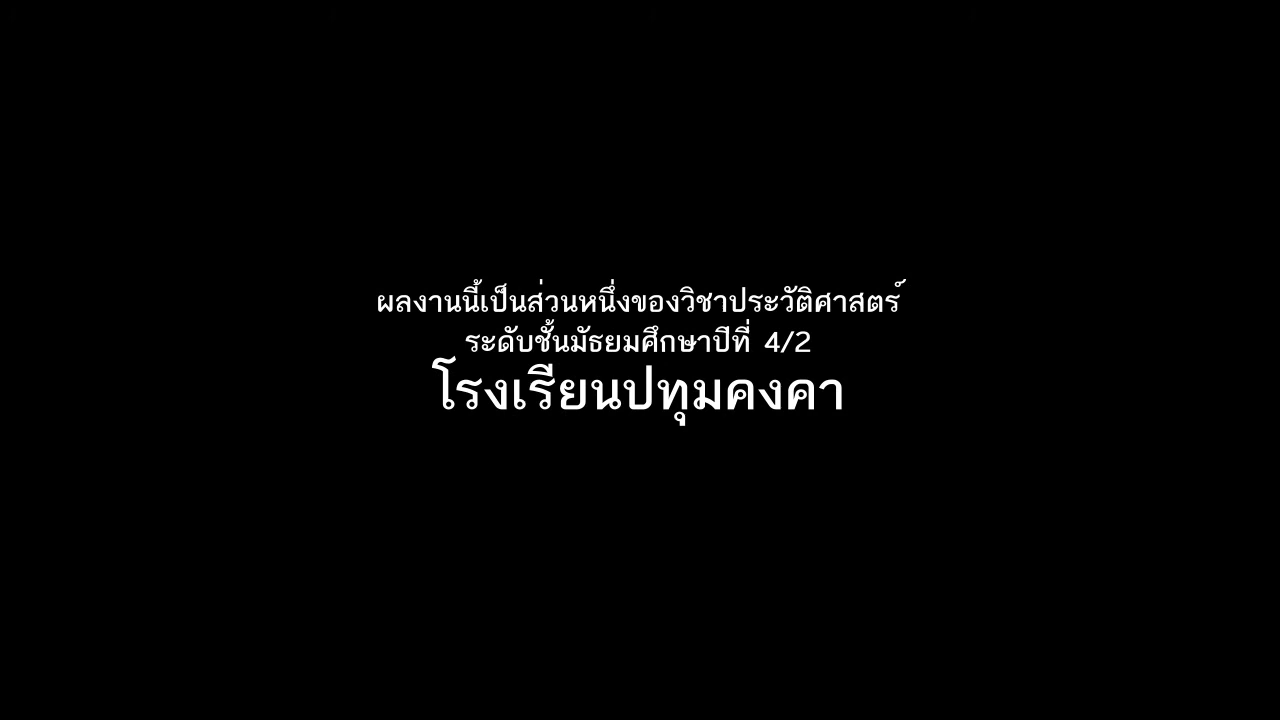 ผลงานนี้เป็นส่วนหนึ่งของวิชาประวัติศาสตร์
ระดับชั้นมัธยมศึกษาปีที่ 4/2
โรงเรียนปทุมคงคา